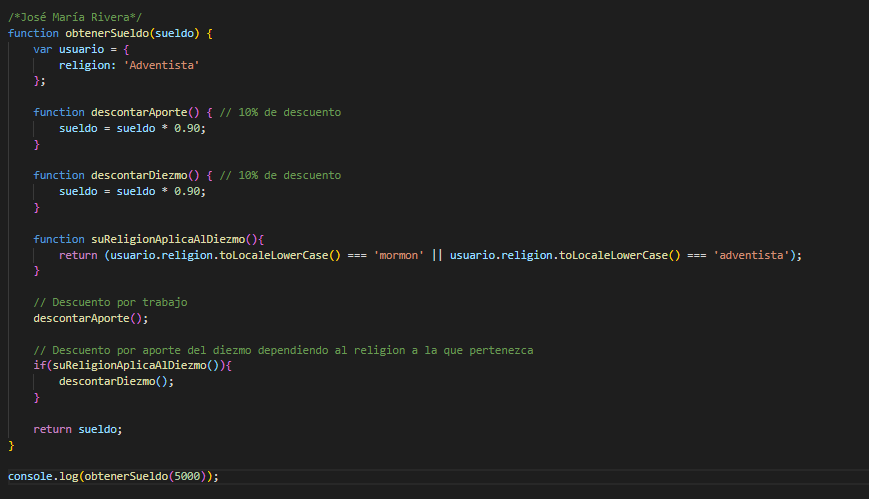 /*José María Rivera*/
function obtenerSueldo(sueldo) {
    var usuario = {
        religion: 'Adventista'
    };
    function descontarAporte() { // 10% de descuento
        sueldo = sueldo * 0.90;
    }
    function descontarDiezmo() { // 10% de descuento
        sueldo = sueldo * 0.90;
    }
    function suReligionAplicaAlDiezmo(){
        return (usuario.religion.toLocaleLowerCase() === 'mormon' || usuario.religion.toLocaleLowerCase() === 'adventista');
    }
    // Descuento por trabajo
    descontarAporte();
    // Descuento por aporte del diezmo dependiendo al religion a la que pertenezca
    if(suReligionAplicaAlDiezmo()){
        descontarDiezmo();
    }
    return sueldo;
}
console.log(obtenerSueldo(5000));